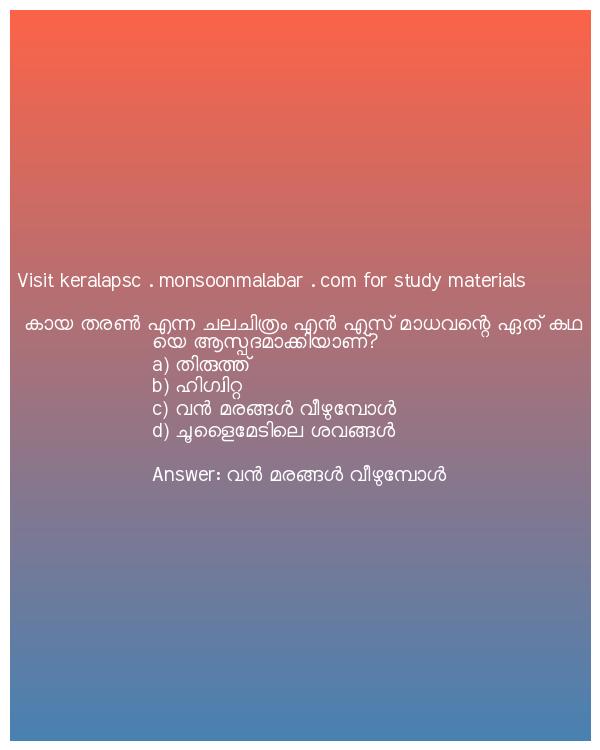 Visit keralapsc . monsoonmalabar . com for study materials
കായ തരൺ എന്ന ചലചിത്രം എൻ എസ് മാധവന്റെ ഏത് കഥ
യെ ആസ്പദമാക്കിയാണ്?
a) തിരുത്ത്
b) ഹിഗ്വിറ്റ
c) വൻ മരങ്ങൾ വീഴുമ്പോൾ
d) ചൂളൈമേടിലെ ശവങ്ങൾ
Answer: വൻ മരങ്ങൾ വീഴുമ്പോൾ